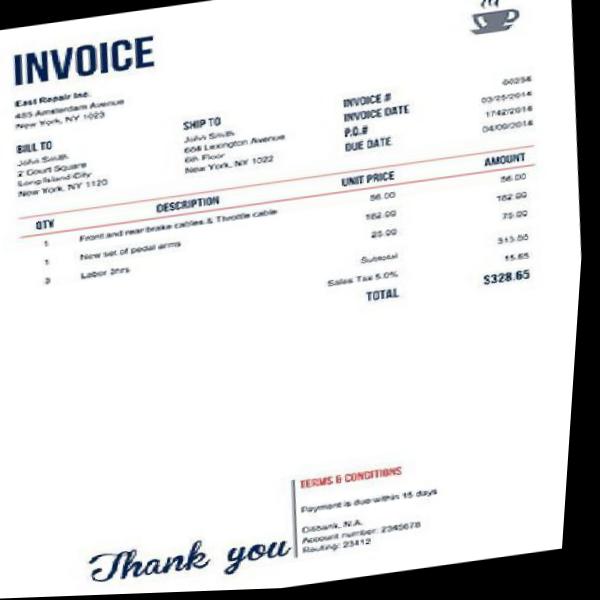 INVOICE
East Repair Inc.
Amsterdam Avenue
New York, NY
BILL TO
John Smith
2 Court Square
Long Island City
New York, NY 1120
SHIP TO
John Smith
Lexington Avenue
6th Floor
New York, NY 1022
INVOICE #
INVOICE DATE 03/25/2014
P.O.# 1742/2014
DUE DATE 04/09/2014
QTY DESCRIPTION UNIT PRICE AMOUNT
1 Front and rear brake cables & Throttle cable 56.00 56.00
1 New set of pedal arms 182.00 182.00
3 Labor 3hrs 25.00 75.00
Subtotal 313.00
Sales Tax 5.0% 15.65
TOTAL $328.65
Thank you
TERMS & CONDITIONS
Payment is due within 15 days
Citibank, N.A.
Account number: 2345678
Routing: 23412